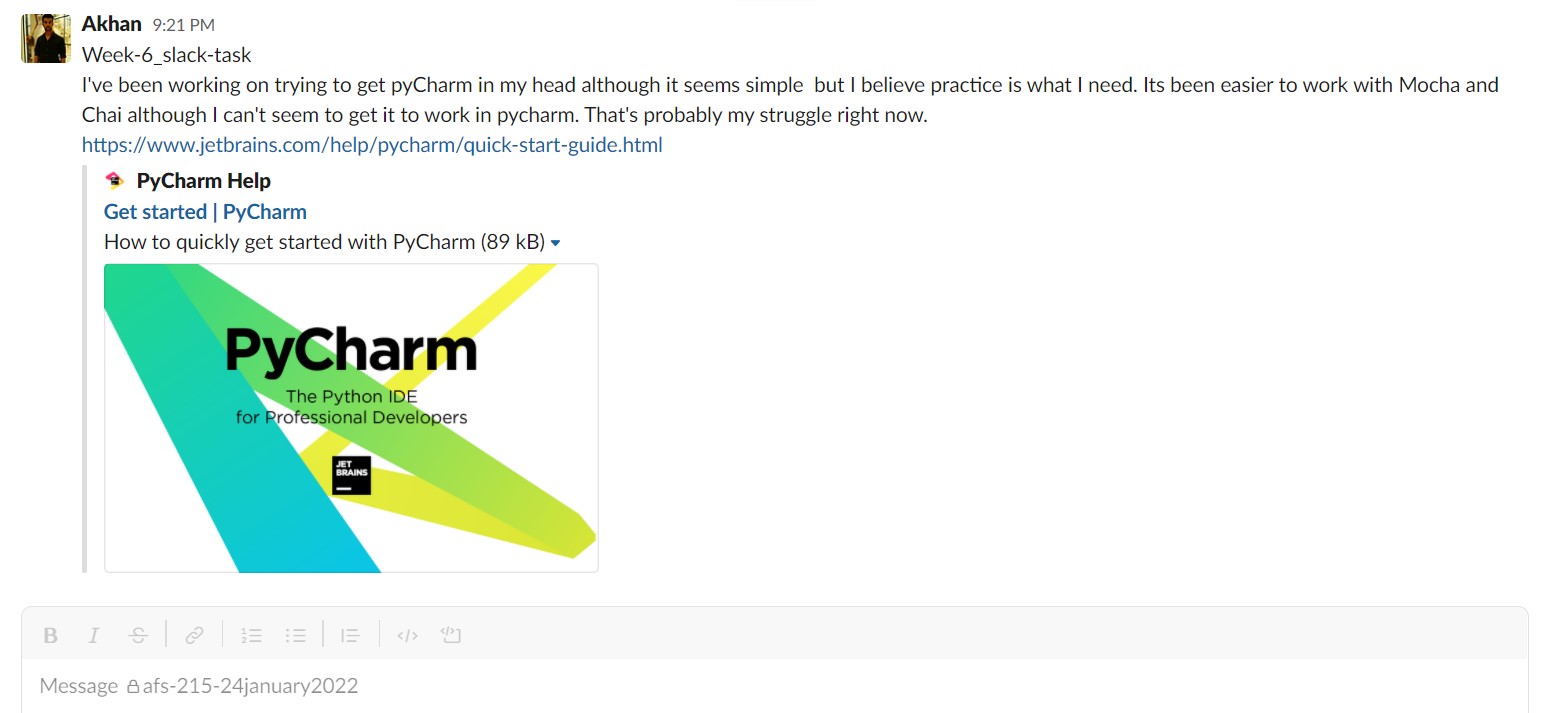 Akhan 9:21 PM
Week-6_slack-task
I've been working on trying to get pyCharm in my head although it seems simple  but I believe practice is what I need. Its been easier to work with Mocha and
Chai although I can't seem to get it to work in pycharm. That's probably my struggle right now.
https://www.jetbrains.com/help/pycharm/quick-start-guide.html
PyCharm Help
Get started | PyCharm
How to quickly get started with PyCharm (89 kB)
PyCharm
The Python IDE
for Professional Developers
JET
BRAINS
B I S
Message afs-215-24january2022